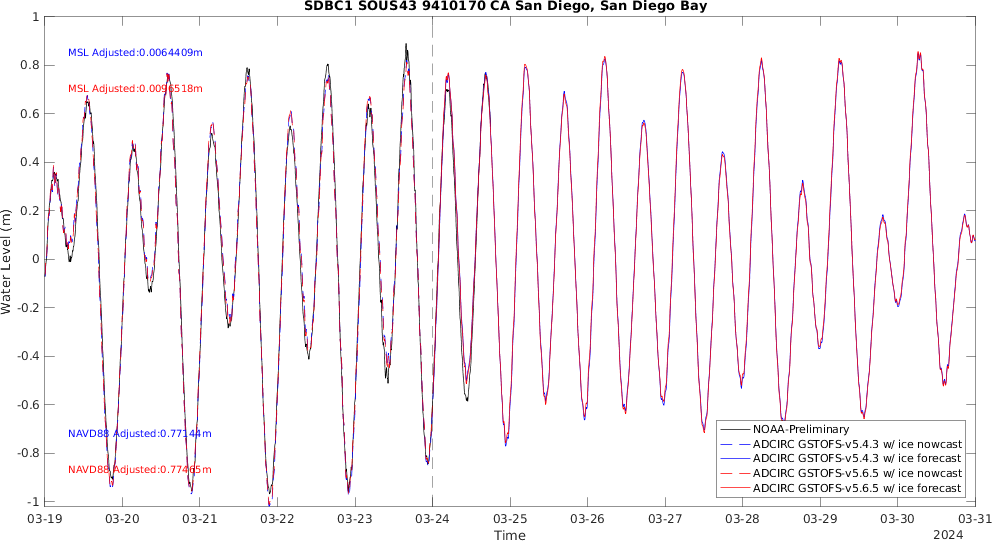 SDBC1 SOUS43 9410170 CA San Diego, San Diego Bay
1
0.8
0.6
0.4
0.2
0
-0.2
-0.4
-0.6
-0.8
-1
Water Level (m)
MSL Adjusted:0.0064409m
MSL Adjusted:0.0096518m
NAVD88 Adjusted:0.77144m
NAVD88 Adjusted:0.77465m
NOAA-Preliminary
ADCIRC GSTOFS-v5.4.3 w/ ice nowcast
ADCIRC GSTOFS-v5.4.3 w/ ice forecast
ADCIRC GSTOFS-v5.6.5 w/ ice nowcast
ADCIRC GSTOFS-v5.6.5 w/ ice forecast
03-19 03-20 03-21 03-22 03-23 03-24 03-25 03-26 03-27 03-28 03-29 03-30 03-31
Time
2024